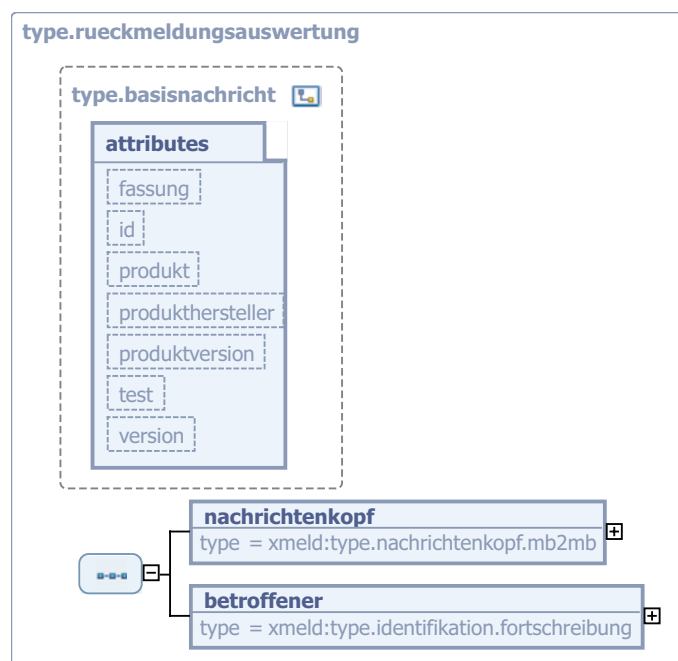 type.rueckmeldungsauswertung
type.basisnachricht
attributes
fassung
id
produkt
produkthersteller
produktversion
test
version
nachrichtenkopf
type = xmeld:type.nachrichtenkopf.mb2mb
betroffener
type = xmeld:type.identifikation.fortschreibung